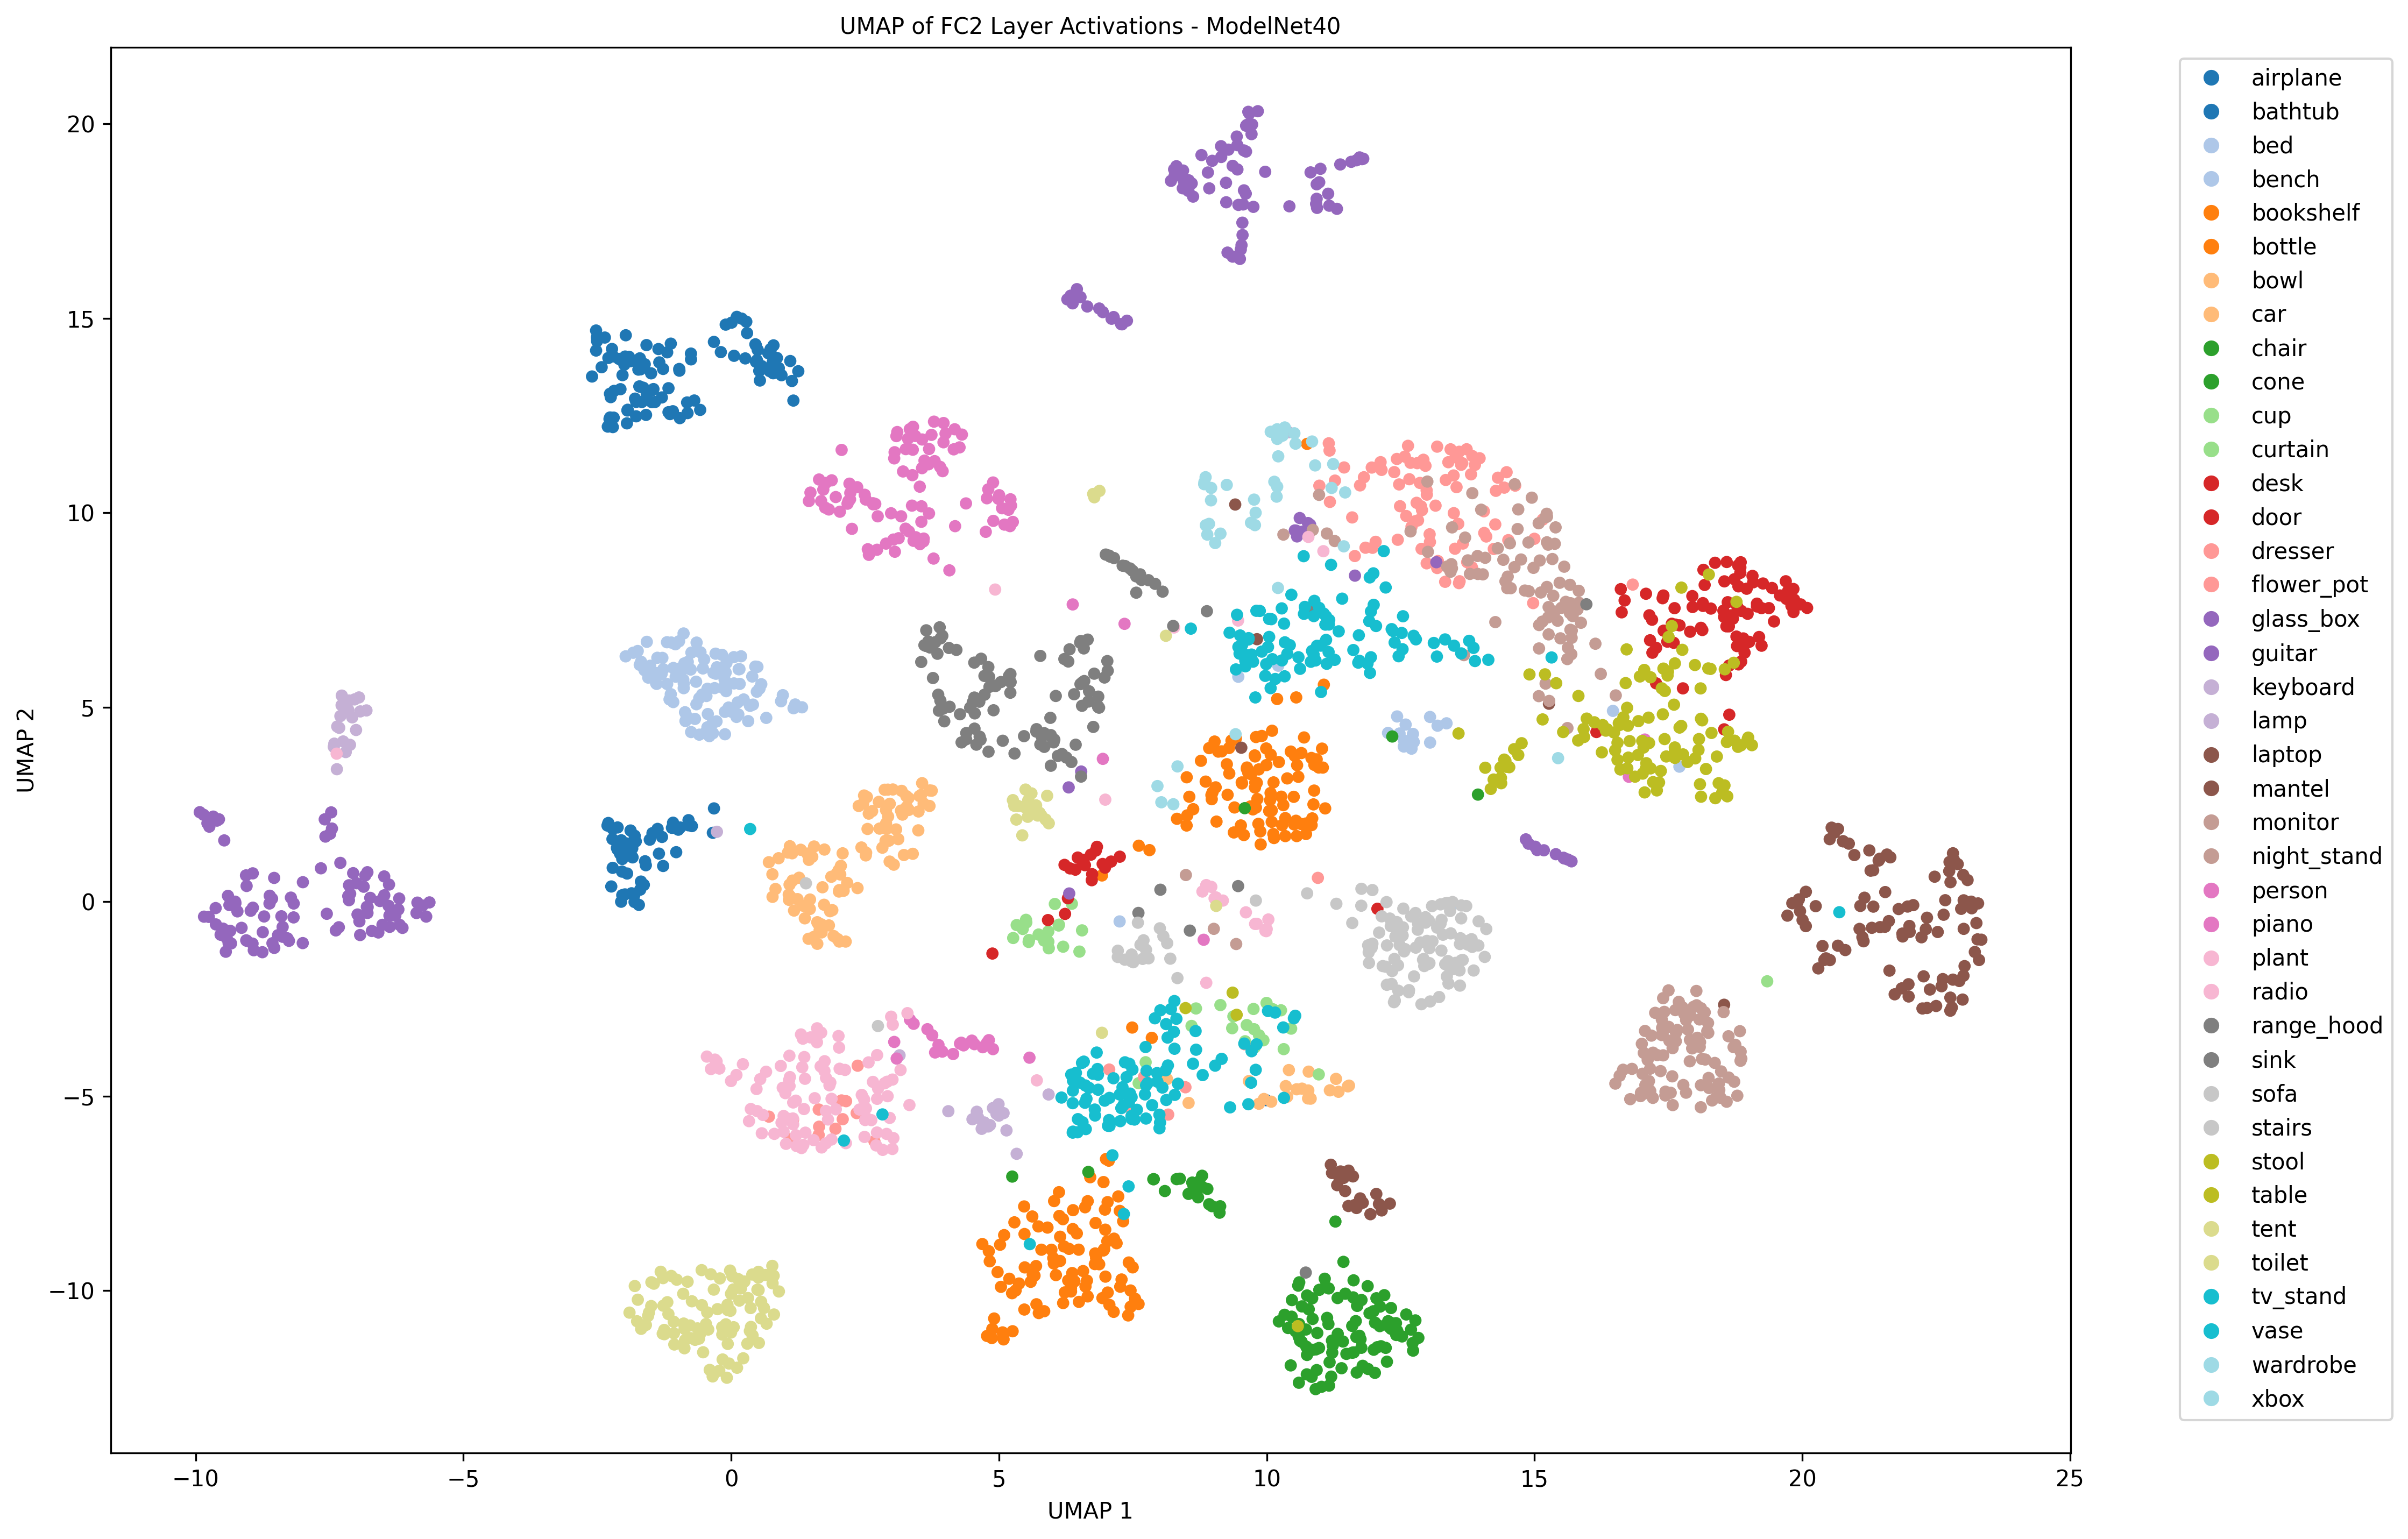 UMAP of FC2 Layer Activations - ModelNet40
20
15
10
5
0
−5
−10
UMAP 2
−10
−5
0
5
10
15
20
25
UMAP 1
airplane
bathtub
bed
bench
bookshelf
bottle
bowl
car
chair
cone
cup
curtain
desk
door
dresser
flower_pot
glass_box
guitar
keyboard
lamp
laptop
mantel
monitor
night_stand
person
piano
plant
radio
range_hood
sink
sofa
stairs
stool
table
tent
toilet
tv_stand
vase
wardrobe
xbox